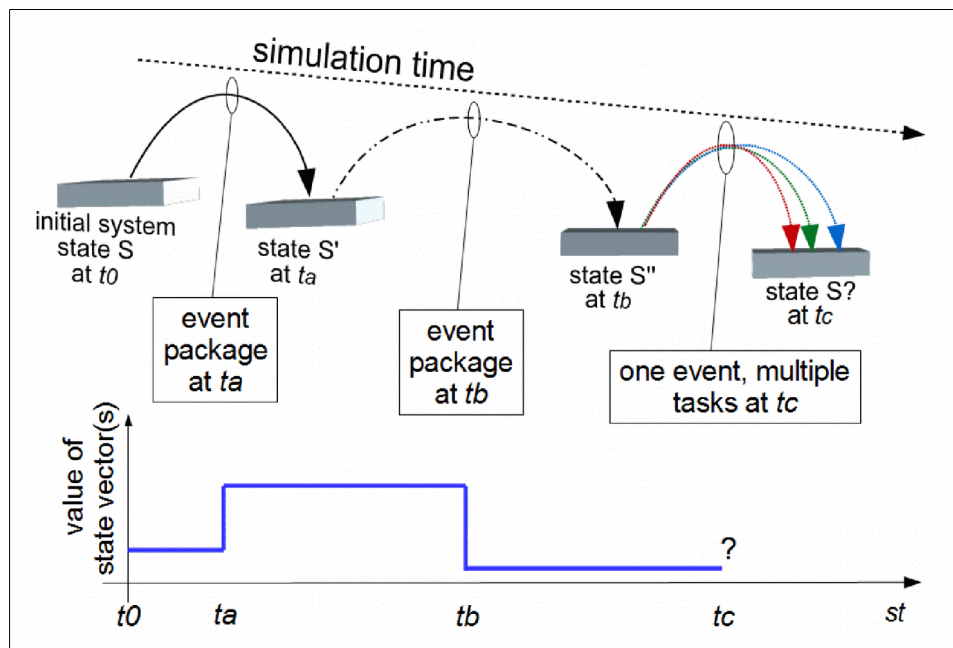 simulation time
initial system
state S
at t0
state S'
at ta
state S"
at tb
state S?
at tc
event
package
at ta
event
package
at tb
one event, multiple
tasks at tc
value of
state vector(s)
?
t0
ta
tb
tc
st